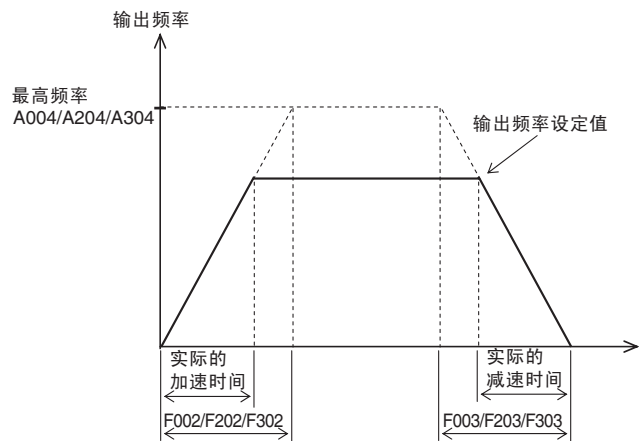 输出频率
最高频率
A004/A204/A304
输出频率设定值
实际的
加速时间
实际的
减速时间
F002/F202/F302
F003/F203/F303